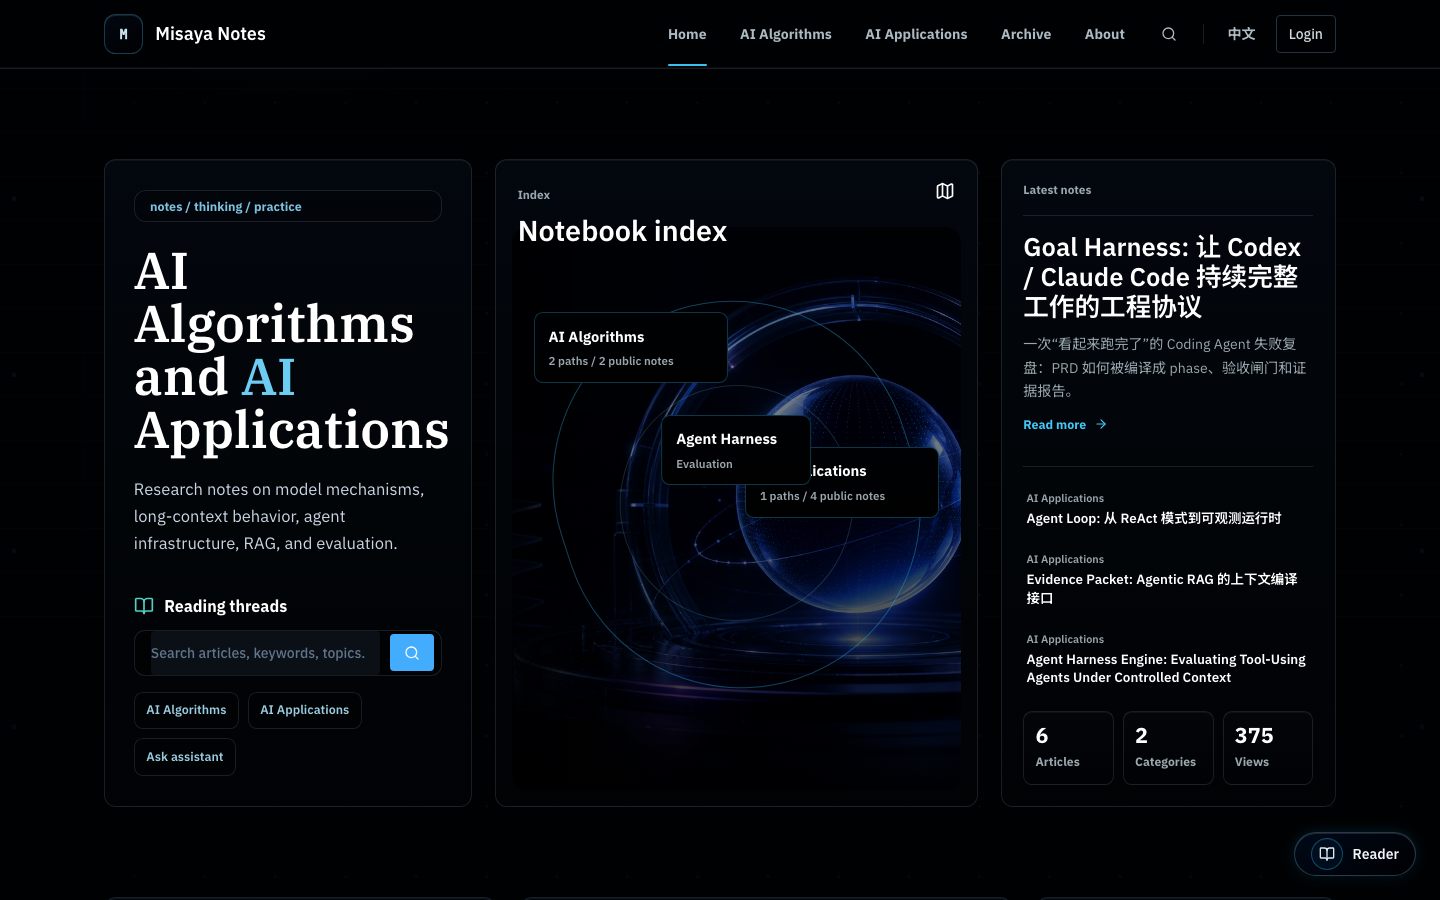 M
Misaya Notes
Home
AI Algorithms
AI Applications
Archive
About
中文
Login
notes / thinking / practice
AI
Algorithms
and AI
Applications
Research notes on model mechanisms,
long-context behavior, agent
infrastructure, RAG, and evaluation.
Reading threads
Search articles, keywords, topics.
AI Algorithms
AI Applications
Ask assistant
Index
Notebook index
AI Algorithms
2 paths / 2 public notes
Agent Harness
Evaluation
lications
1 paths / 4 public notes
Latest notes
Goal Harness: 让 Codex
/ Claude Code 持续完整
工作的工程协议
一次“看起来跑完了”的 Coding Agent 失败复
盘：PRD 如何被编译成 phase、验收闸门和证
据报告。
Read more
AI Applications
Agent Loop: 从 ReAct 模式到可观测运行时
AI Applications
Evidence Packet: Agentic RAG 的上下文编译
接口
AI Applications
Agent Harness Engine: Evaluating Tool-Using
Agents Under Controlled Context
6
Articles
2
Categories
375
Views
Reader